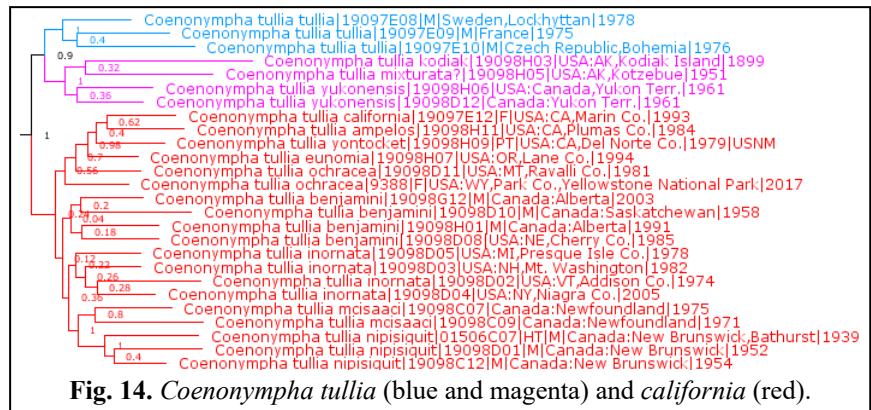 Coenonympha tullia tullia|19097E08|M|Sweden,Lockhyttan|1978
1
Coenonympha tullia tullia|19097E09|M|France|1975
0.4
Coenonympha tullia tullia|19097E10|M|Czech Republic,Bohemia|1976
0.9
Coenonympha tullia kodiak|19098H03|USA:AK,Kodiak Island|1899
0.32
Coenonympha tullia mixturata?|19098H05|USA:AK,Kotzebue|1951
1
Coenonympha tullia yukonensis|19098H06|USA:Canada,Yukon Terr.|1961
0.36
Coenonympha tullia yukonensis|19098D12|Canada:Yukon Terr.|1961
Coenonympha tullia california|19097E12|F|USA:CA,Marin Co.|1993
0.62
Coenonympha tullia ampelos|19098H11|USA:CA,Plumas Co.|1984
0.4
1
Coenonympha tullia yontocket|19098H09|PT|USA:CA,Del Norte Co.|1979|USNM
0.98
Coenonympha tullia eunomia|19098H07|USA:OR,Lane Co.|1994
0.7
Coenonympha tullia ochracea|19098D11|USA:MT,Ravalli Co.|1981
0.56
Coenonympha tullia ochracea|9388|F|USA:WY,Park Co.,Yellowstone National Park|2017
Coenonympha tullia benjamini|19098G12|M|Canada:Alberta|2003
0.2
Coenonympha tullia benjamini|19098D10|M|Canada:Saskatchewan|1958
0.04
Coenonympha tullia benjamini|19098H01|M|Canada:Alberta|1991
0.18
Coenonympha tullia benjamini|19098D08|USA:NE,Cherry Co.|1985
Coenonympha tullia inornata|19098D05|USA:MI,Presque Isle Co.|1978
0.12
Coenonympha tullia inornata|19098D03|USA:NH,Mt. Washington|1982
0.26
Coenonympha tullia inornata|19098D02|USA:VT,Addison Co.|1974
0.28
0.36
Coenonympha tullia inornata|19098D04|USA:NY,Niagra Co.|2005
Coenonympha tullia mcisaaci|19098C07|Canada:Newfoundland|1975
0.8
Coenonympha tullia mcisaaci|19098C09|Canada:Newfoundland|1971
1
Coenonympha tullia nipisiquit|01506C07|HT|M|Canada:New Brunswick,Bathurst|1939
1
Coenonympha tullia nipisiquit|19098D01|M|Canada:New Brunswick|1952
0.4
Coenonympha tullia nipisiquit|19098C12|M|Canada:New Brunswick|1954
Fig. 14. Coenonympha tullia (blue and magenta) and california (red).